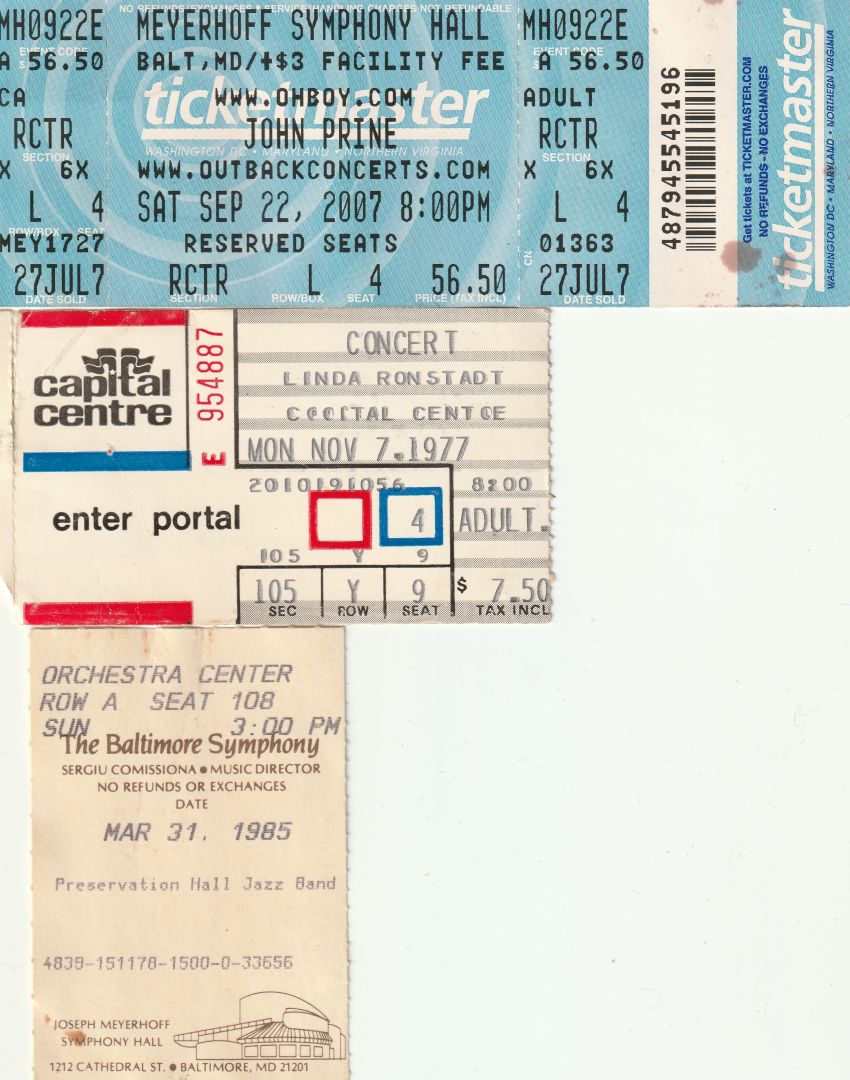 NO REFUNDS/EXCHANGES • SERVICE/HANDLING CHARGES NOT REFUNDABLE
MH0922E MEYERHOFF SYMPHONY HALL MH0922E
EVENT CODE EVENT CODE
A 56.50 BALT,MD/+$3 FACILITY FEE A 56.50
CA WWW.OHBOY.COM ADULT
ticketmaster
RCTR JOHN PRINE RCTR
SECTION WASHINGTON DC • MARYLAND • NORTHERN VIRGINIA SECTION
X 6X WWW.OUTBACKCONCERTS.COM X 6X
L 4 SAT SEP 22, 2007 8:00PM L 4
ROW/BOX SEAT
MEY1727 RESERVED SEATS 01363
CN
27JUL7 RCTR L 4 56.50 27JUL7
DATE SOLD SECTION ROW/BOX SEAT PRICE (TAX INCL) DATE SOLD
487945545196
Get tickets at TICKETMASTER.COM
NO REFUNDS - NO EXCHANGES
ticketmaster
WASHINGTON DC • MARYLAND • NORTHERN VIRGINIA
capital
centre
E 954887
CONCERT
LINDA RONSTADT
MON NOV 7.1977
2010191056 8:00
enter portal 4 ADULT.
105 Y 9
105 Y 9 $ 7.50
SEC ROW SEAT TAX INCL
ORCHESTRA CENTER
ROW A SEAT 108
SUN 3:00 PM
The Baltimore Symphony
SERGIU COMISSIONA • MUSIC DIRECTOR
NO REFUNDS OR EXCHANGES
DATE
MAR 31. 1985
Preservation Hall Jazz Band
4839-151178-1500-0-33656
JOSEPH MEYERHOFF
SYMPHONY HALL
1212 CATHEDRAL ST. • BALTIMORE, MD 21201